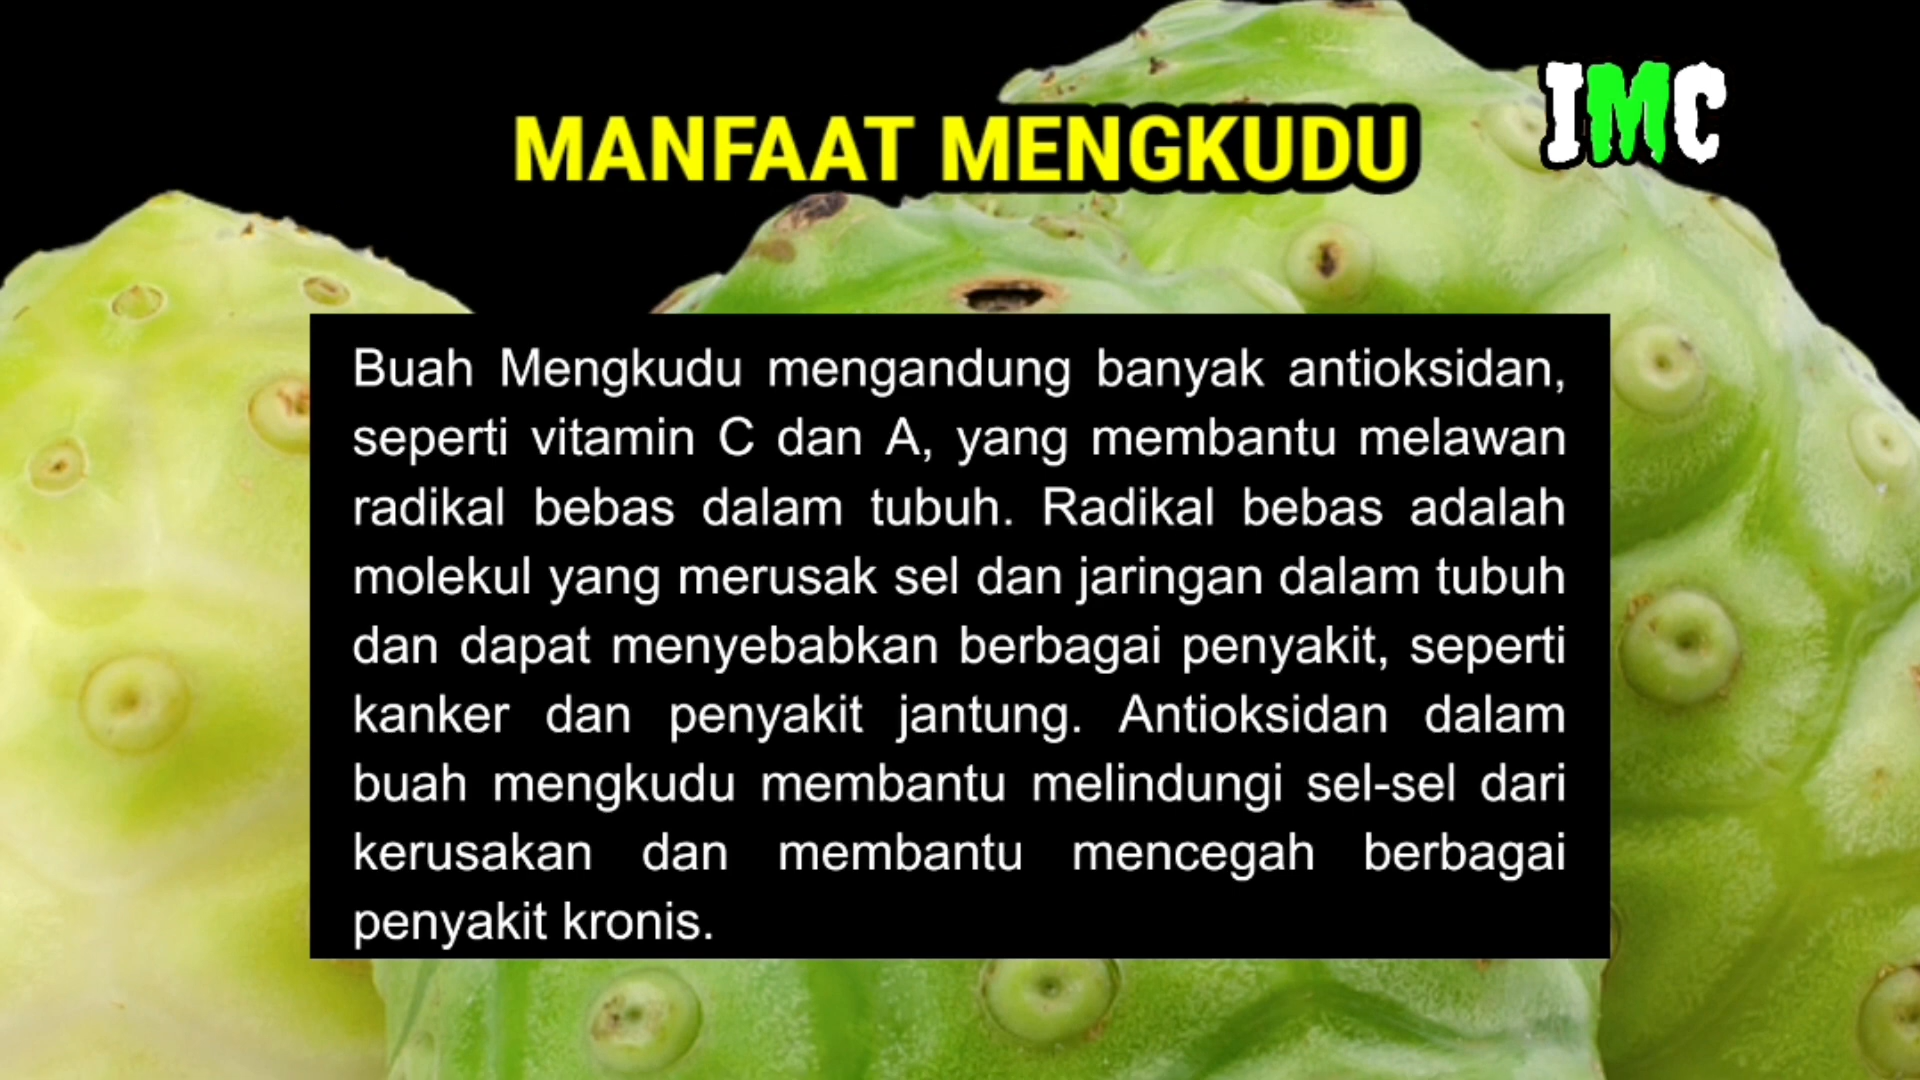 IMC
MANFAAT MENGKUDU
Buah Mengkudu mengandung banyak antioksidan,
seperti vitamin C dan A, yang membantu melawan
radikal bebas dalam tubuh. Radikal bebas adalah
molekul yang merusak sel dan jaringan dalam tubuh
dan dapat menyebabkan berbagai penyakit, seperti
kanker dan penyakit jantung. Antioksidan dalam
buah mengkudu membantu melindungi sel-sel dari
kerusakan dan membantu mencegah berbagai
penyakit kronis.